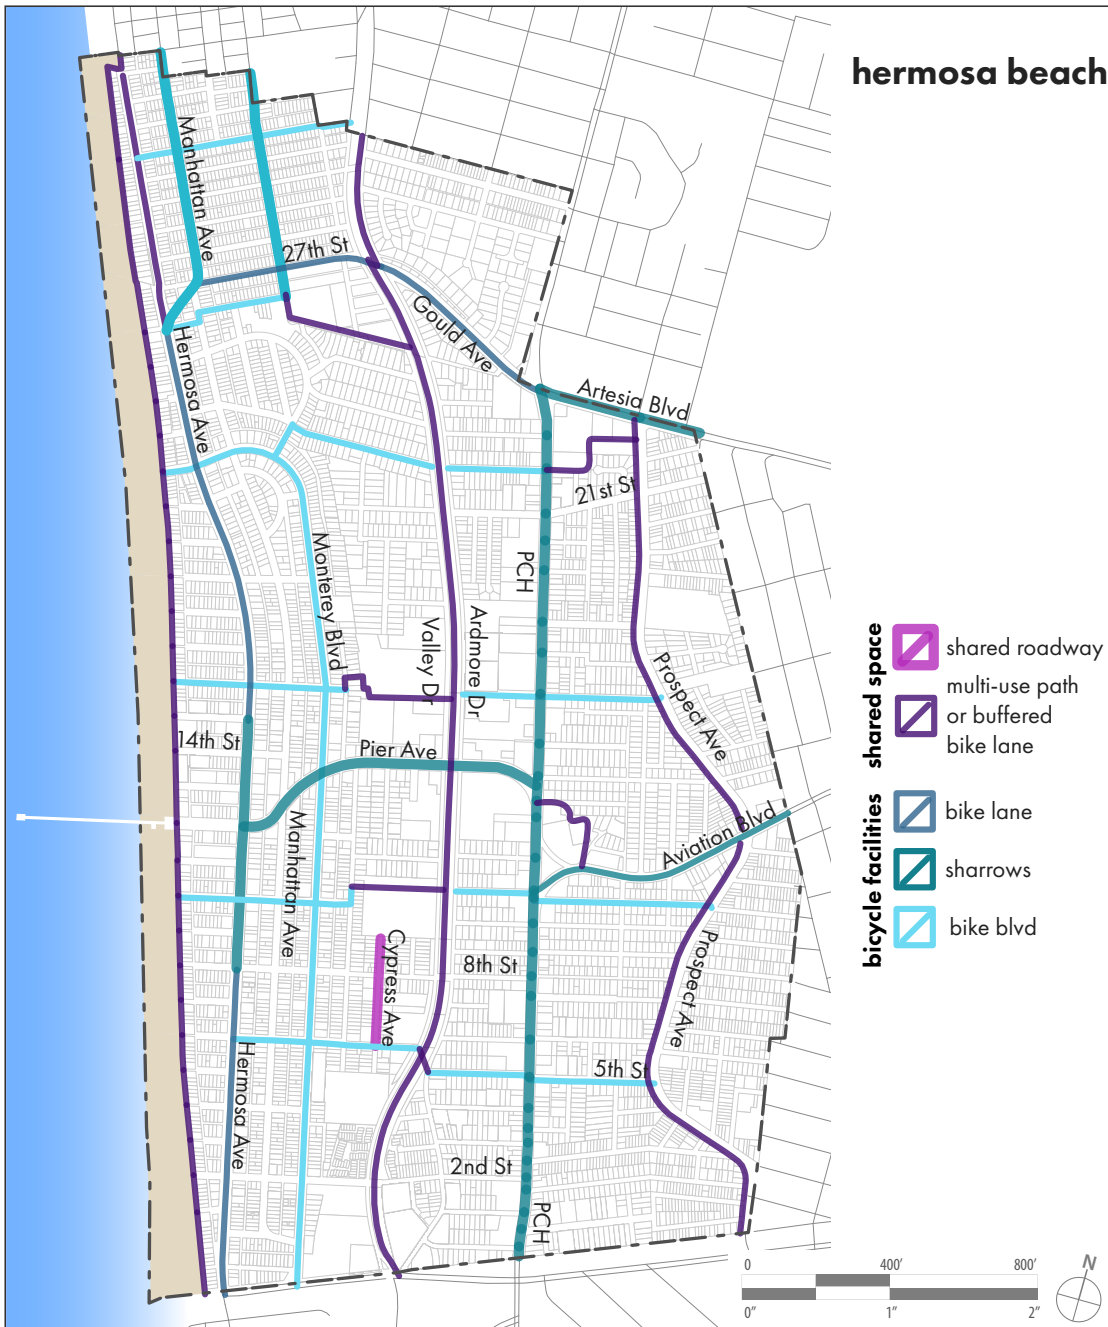 hermosa beach
Manhattan Ave
27th St
Gould Ave
Hermosa Ave
Artesia Blvd
21st St
PCH
Monterey Blvd
Valley Dr
Ardmore Dr
Prospect Ave
14th St
Pier Ave
Manhattan Ave
Aviation Blvd
Cypress Ave
8th St
Prospect Ave
5th St
Hermosa Ave
2nd St
PCH
shared space
shared roadway
multi-use path
or buffered
bike lane
bicycle facilities
bike lane
sharrows
bike blvd
0 400' 800'
0" 1" 2"
N